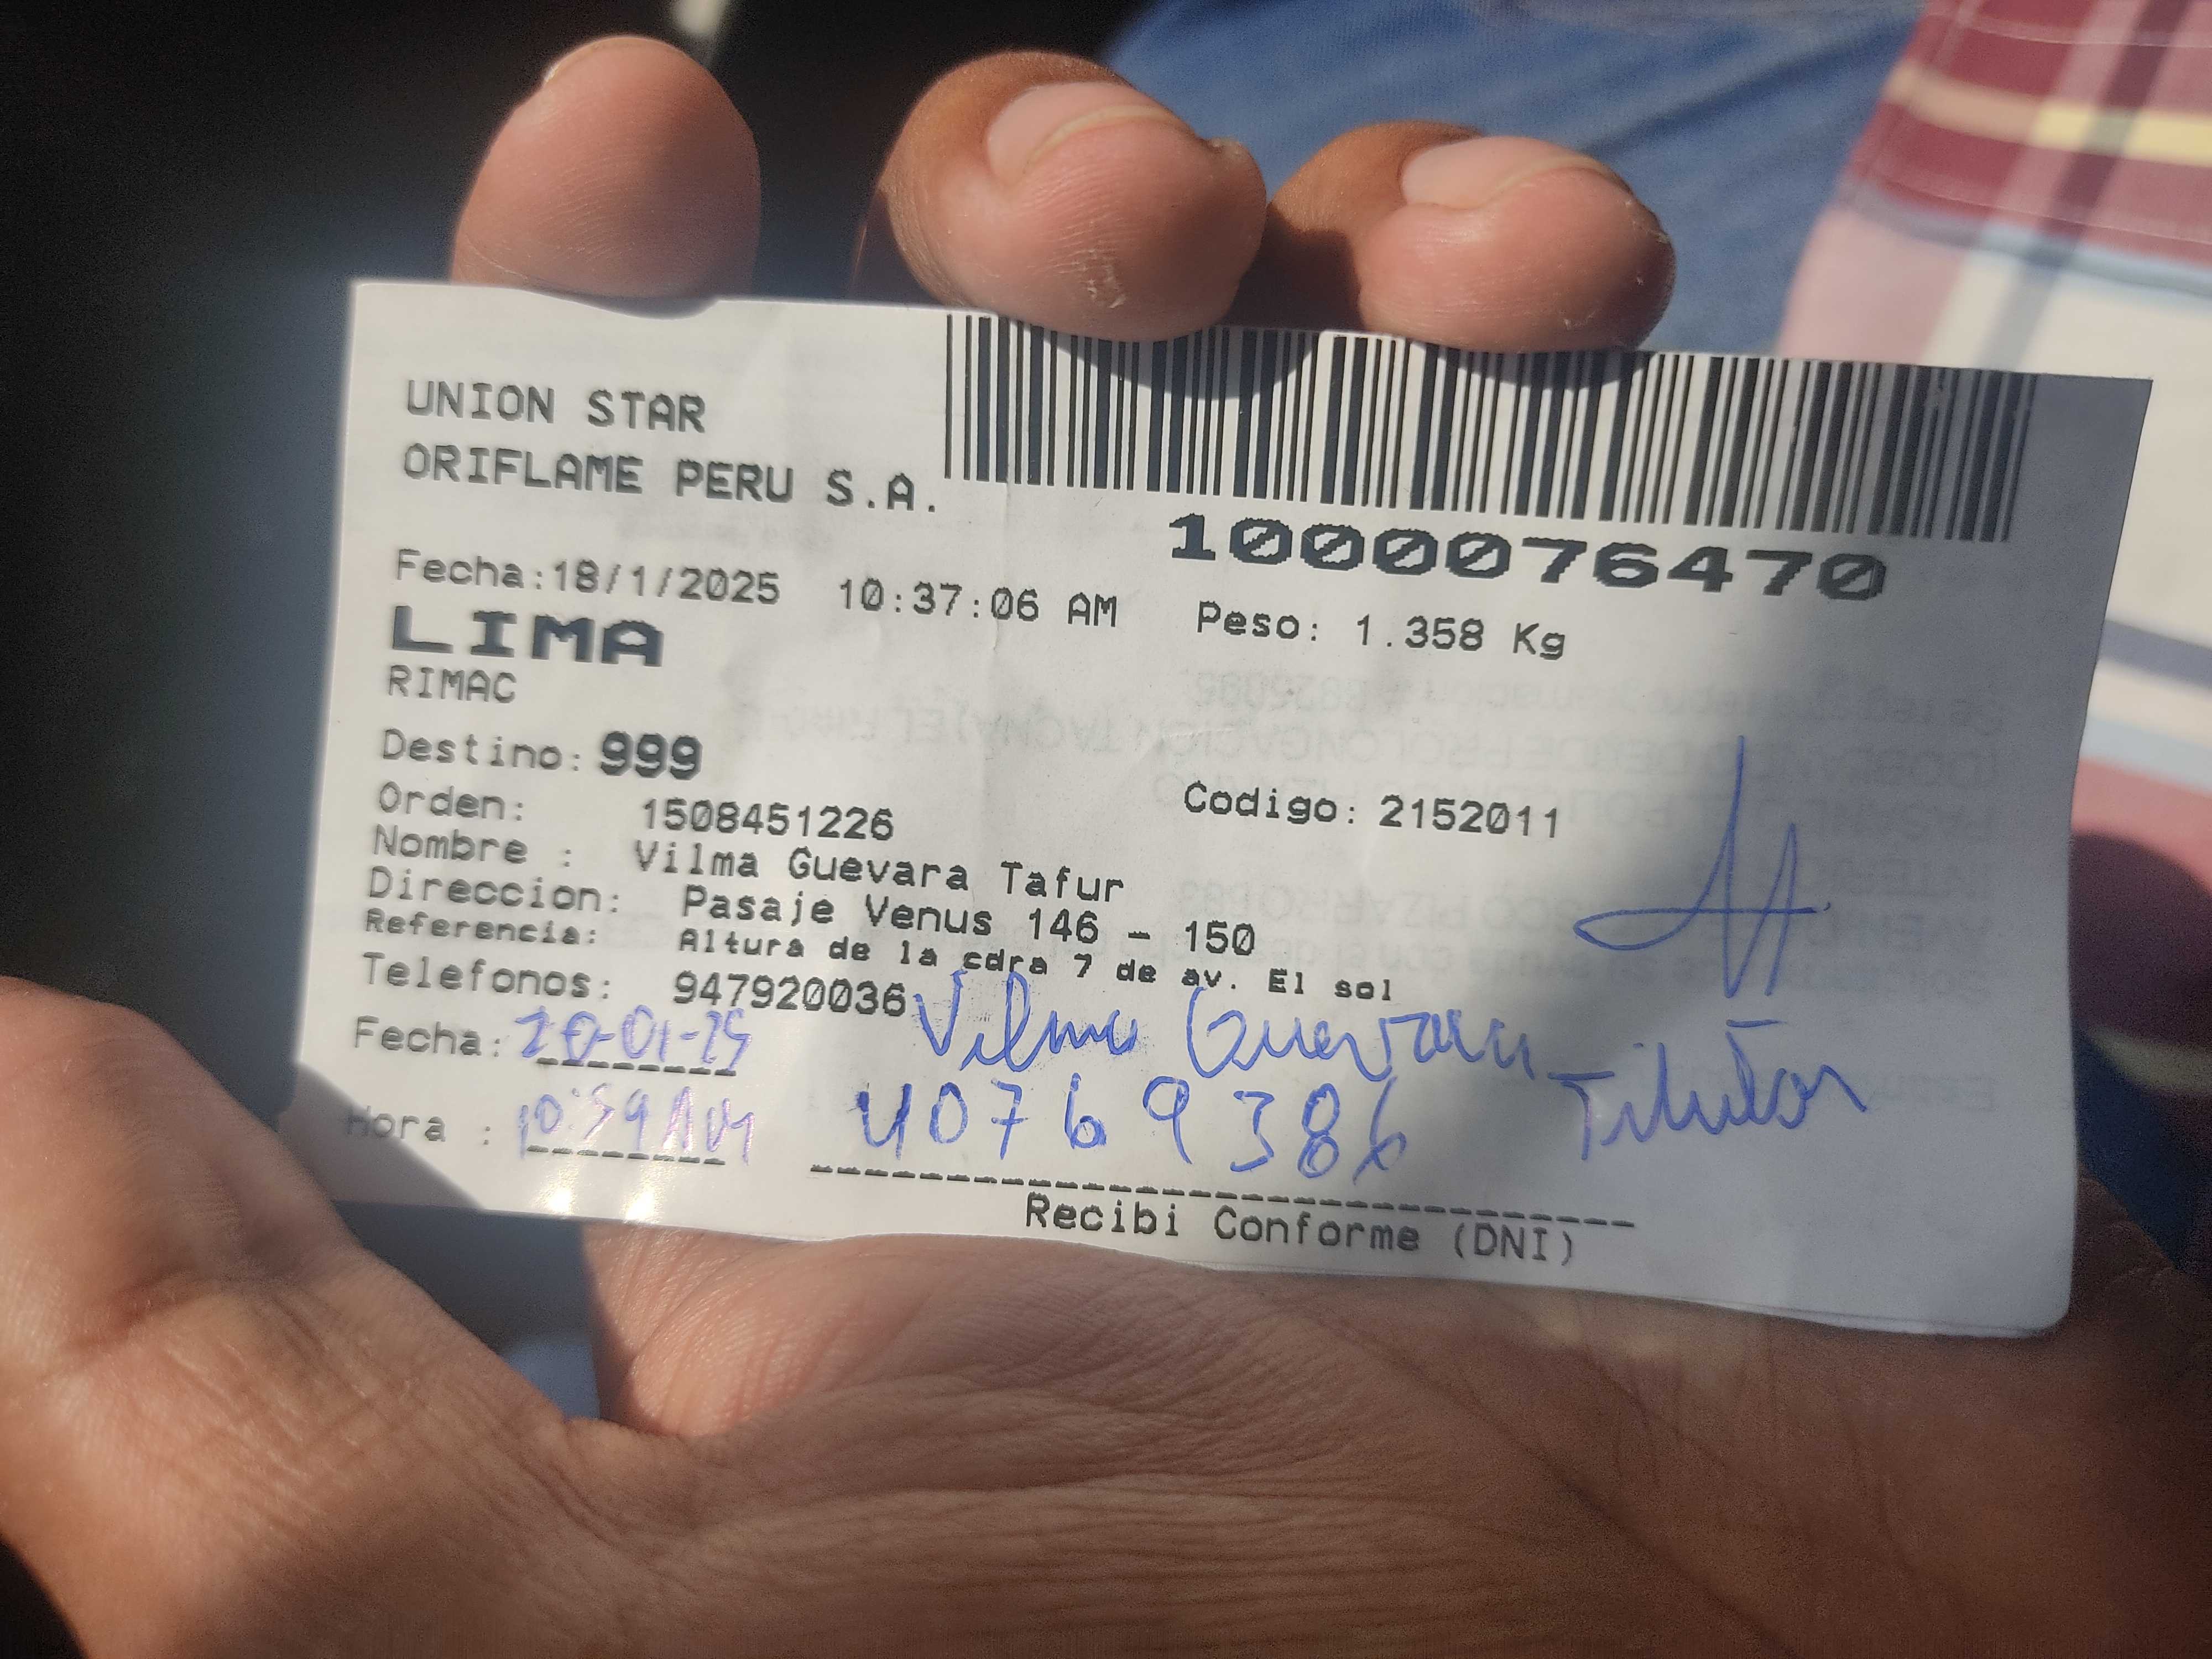 UNION STAR
ORIFLAME PERU S.A.
1000076470
Fecha:18/1/2025 10:37:06 AM Peso: 1.358 Kg
LIMA
RIMAC
Destino: 999
Orden: 1508451226 Codigo: 2152011
Nombre : Vilma Guevara Tafur
Direccion: Pasaje Venus 146 - 150
Referencia: Altura de la cdra 7 de av. El sol
Telefonos: 947920036
Vilma Guevara
Fecha: 20-01-25
Titular
Hora : 10:59AM 40769386
Recibi Conforme (DNI)